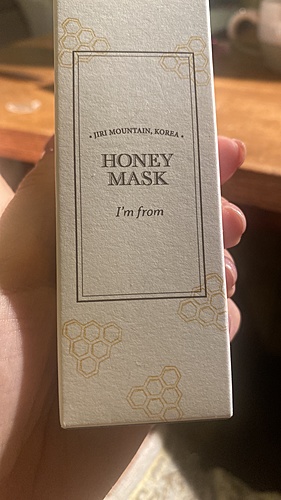 • JIRI MOUNTAIN, KOREA •
HONEY
MASK
I'm from